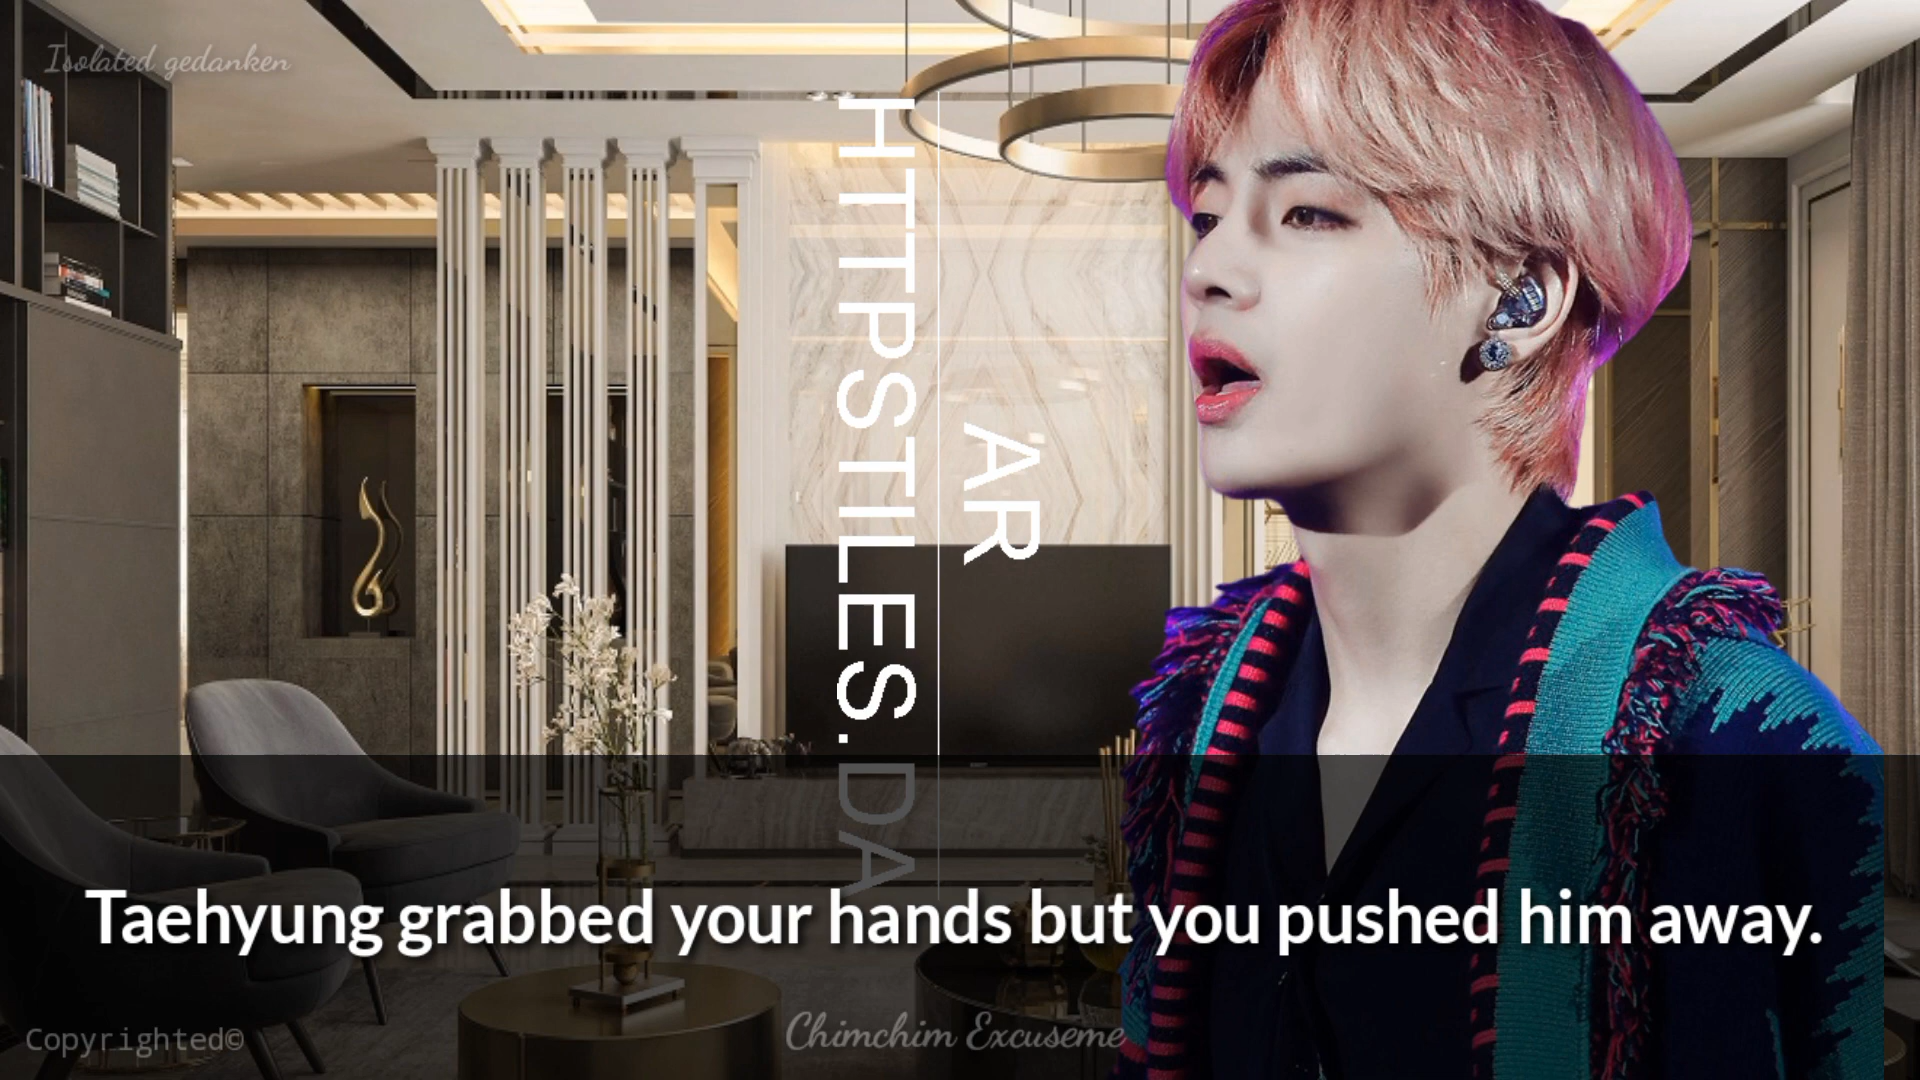 Isolated gedanken
HTTPSTILES.DA
AR
Taehyung grabbed your hands but you pushed him away.
Copyrighted©
Chimchim Excuseme